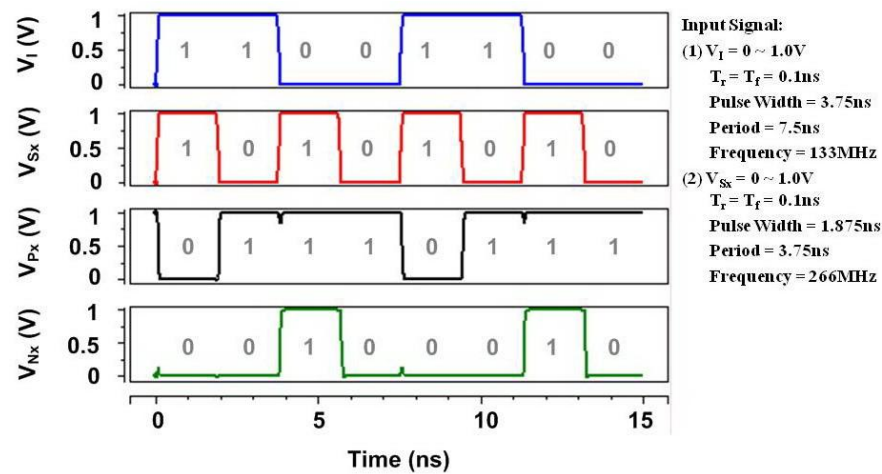 V_I (V)
1
0.5
0
1 1 0 0 1 1 0 0
V_Sx (V)
1
0.5
0
1 0 1 0 1 0 1 0
V_Px (V)
1
0.5
0
0 1 1 1 0 1 1 1
V_Nx (V)
1
0.5
0
0 0 1 0 0 0 1 0
0 5 10 15
Time (ns)
Input Signal:
(1) V_I = 0 ~ 1.0V
T_r = T_f = 0.1ns
Pulse Width = 3.75ns
Period = 7.5ns
Frequency = 133MHz
(2) V_Sx = 0 ~ 1.0V
T_r = T_f = 0.1ns
Pulse Width = 1.875ns
Period = 3.75ns
Frequency = 266MHz